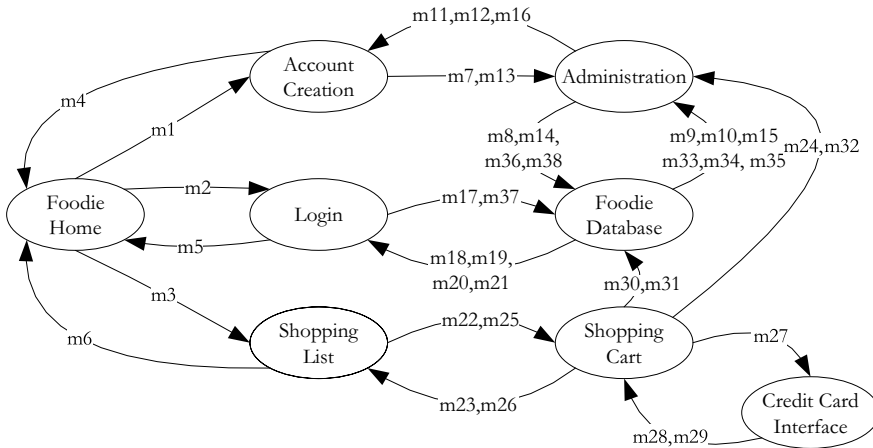 m11,m12,m16
Account
Creation
m7,m13
Administration
m4
m1
m8,m14,
m36,m38
m9,m10,m15
m33,m34, m35
m24,m32
m2
Foodie
Home
Login
m17,m37
Foodie
Database
m5
m18,m19,
m20,m21
m3
m30,m31
m6
Shopping
List
m22,m25
Shopping
Cart
m27
m23,m26
Credit Card
Interface
m28,m29